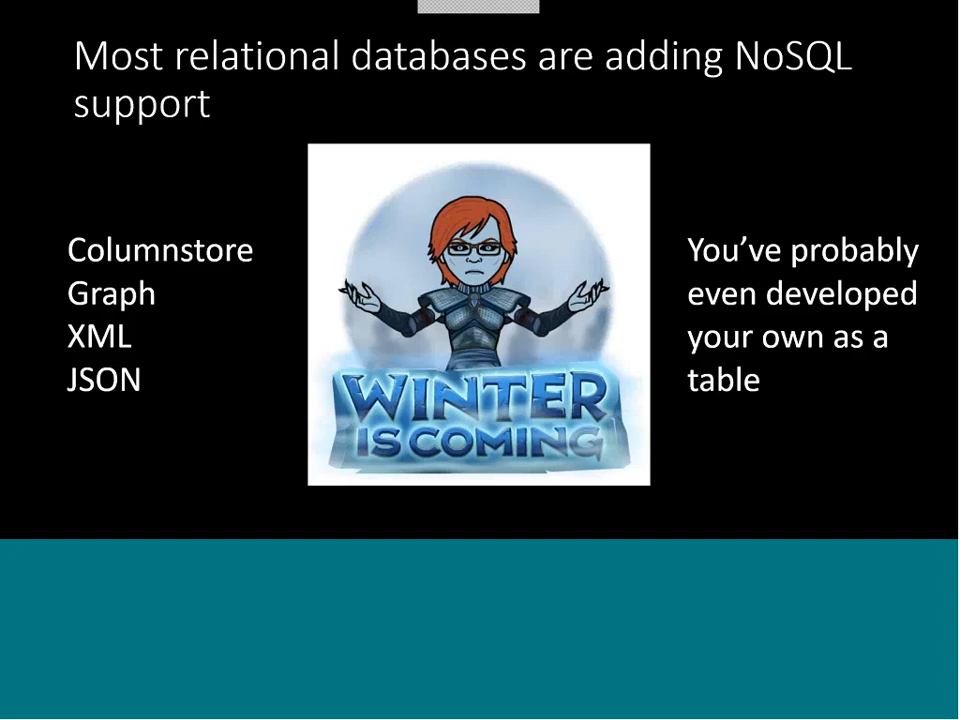 Most relational databases are adding NoSQL
support
Columnstore
Graph
XML
JSON
WINTER
IS COMING
You’ve probably
even developed
your own as a
table